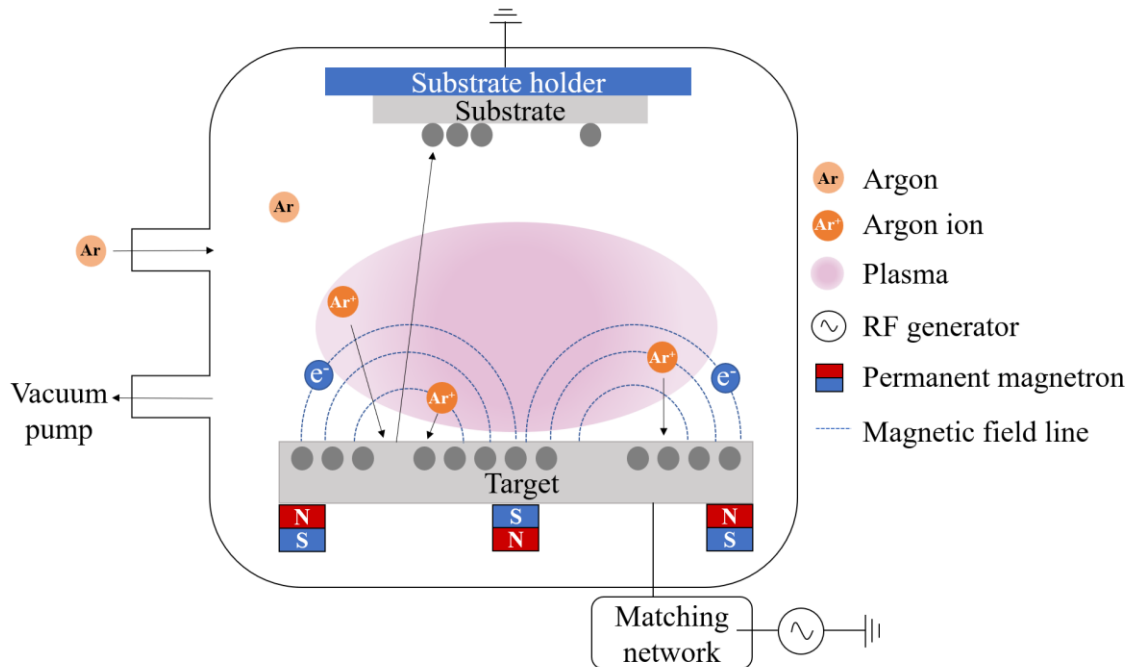 Substrate holder
Substrate
Ar
Argon
Ar
Ar⁺
Argon ion
Ar
Plasma
Ar⁺
RF generator
Ar⁺
e⁻
e⁻
Permanent magnetron
Vacuum
pump
Ar⁺
Magnetic field line
Target
N
S
N
S
N
S
Matching
network